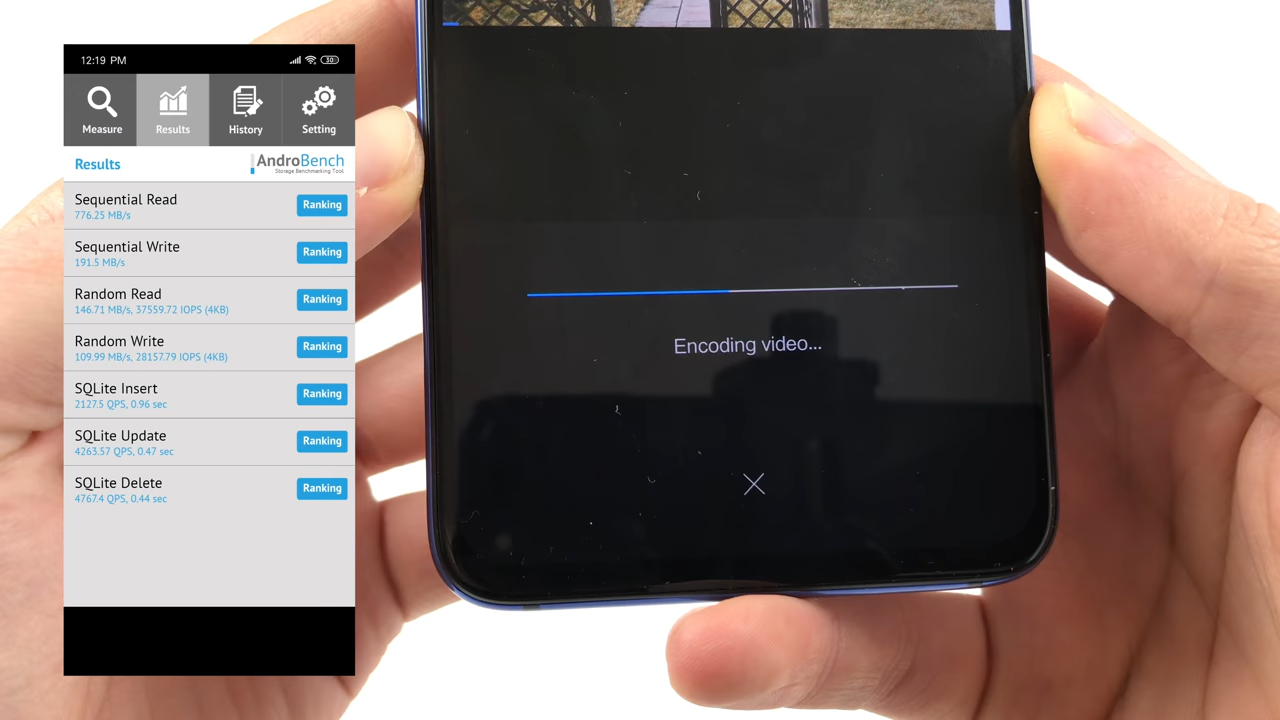 12:19 PM
30
Measure
Results
History
Setting
Results
AndroBench
Storage Benchmarking Tool
Sequential Read
776.25 MB/s
Ranking
Sequential Write
191.5 MB/s
Ranking
Random Read
146.71 MB/s, 37559.72 IOPS (4KB)
Ranking
Random Write
109.99 MB/s, 28157.79 IOPS (4KB)
Ranking
SQLite Insert
2127.5 QPS, 0.96 sec
Ranking
SQLite Update
4263.57 QPS, 0.47 sec
Ranking
SQLite Delete
4767.4 QPS, 0.44 sec
Ranking
Encoding video...